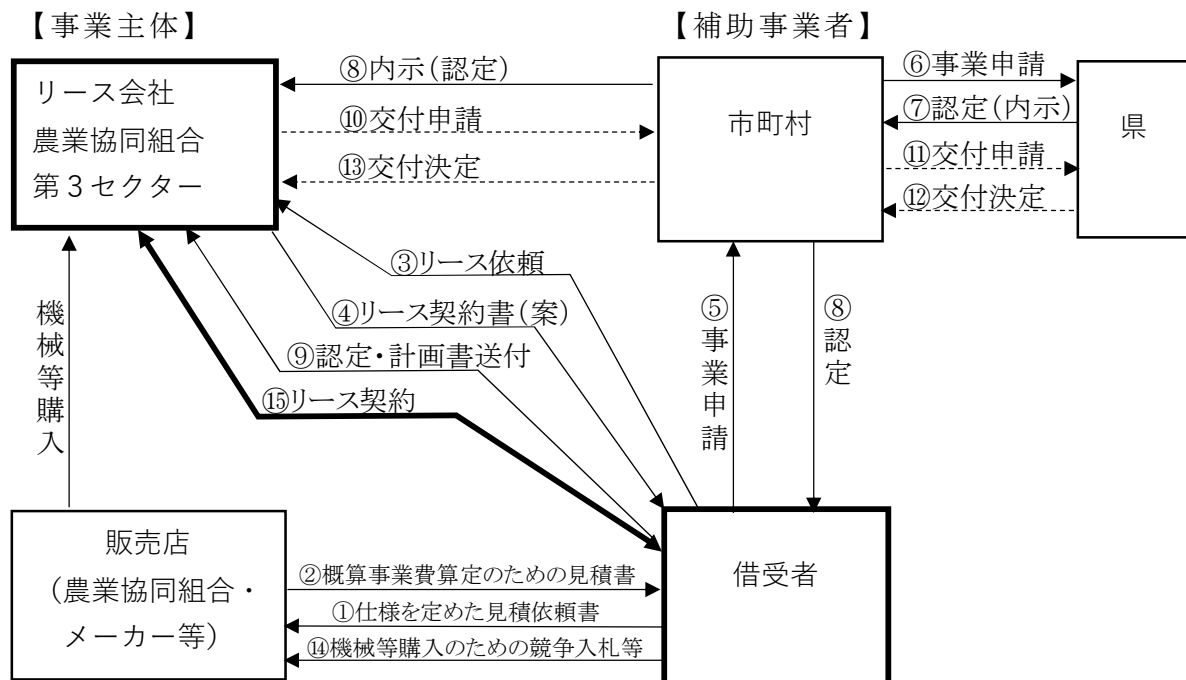 【事業主体】
【補助事業者】
リース会社
農業協同組合
第３セクター
⑧内示(認定)
⑩交付申請
⑬交付決定
市町村
⑥事業申請
⑦認定(内示)
⑪交付申請
⑫交付決定
県
③リース依頼
④リース契約書(案)
⑨認定・計画書送付
⑮リース契約
機械等購入
⑤事業申請
⑧認定
販売店
(農業協同組合・
メーカー等)
②概算事業費算定のための見積書
①仕様を定めた見積依頼書
⑭機械等購入のための競争入札等
借受者